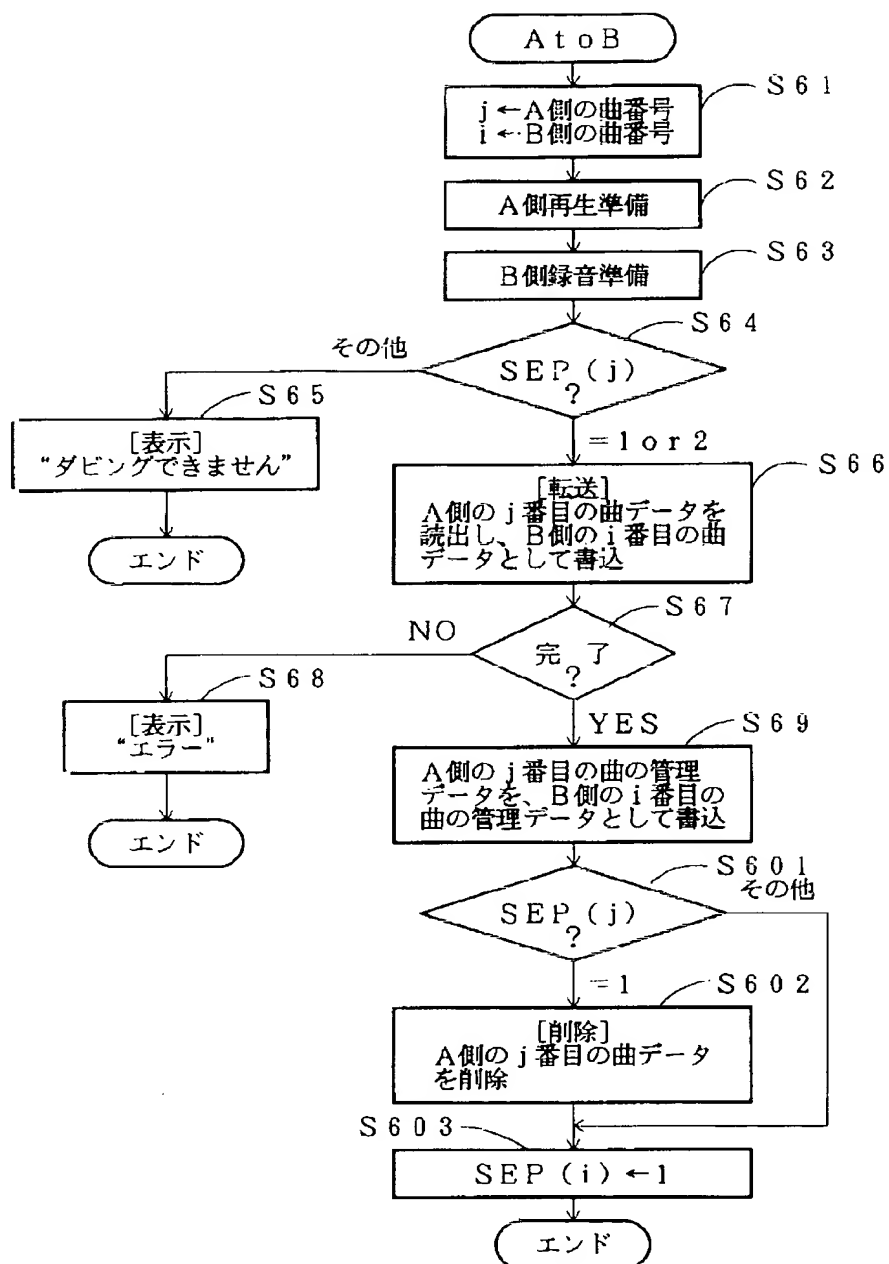 AtoB
S61
j←A側の曲番号
i←B側の曲番号
S62
A側再生準備
S63
B側録音準備
S64
その他
SEP(j)
?
S65
[表示]
“ダビングできません”
エンド
=1or2
S66
[転送]
A側のj番目の曲データを
読出し、B側のi番目の曲
データとして書込
S67
NO
完了
?
S68
[表示]
“エラー”
エンド
YES
S69
A側のj番目の曲の管理
データを、B側のi番目の
曲の管理データとして書込
S601
その他
SEP(j)
?
=1
S602
[削除]
A側のj番目の曲データ
を削除
S603
SEP(i)←1
エンド